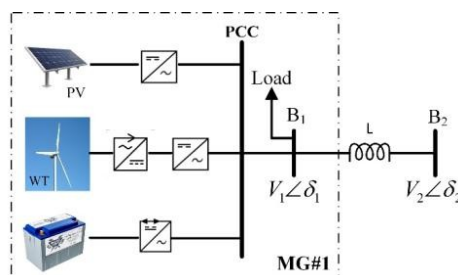 PCC
PV
Load
B₁
L
B₂
WT
V₁∠δ₁
V₂∠δ₂
MG#1